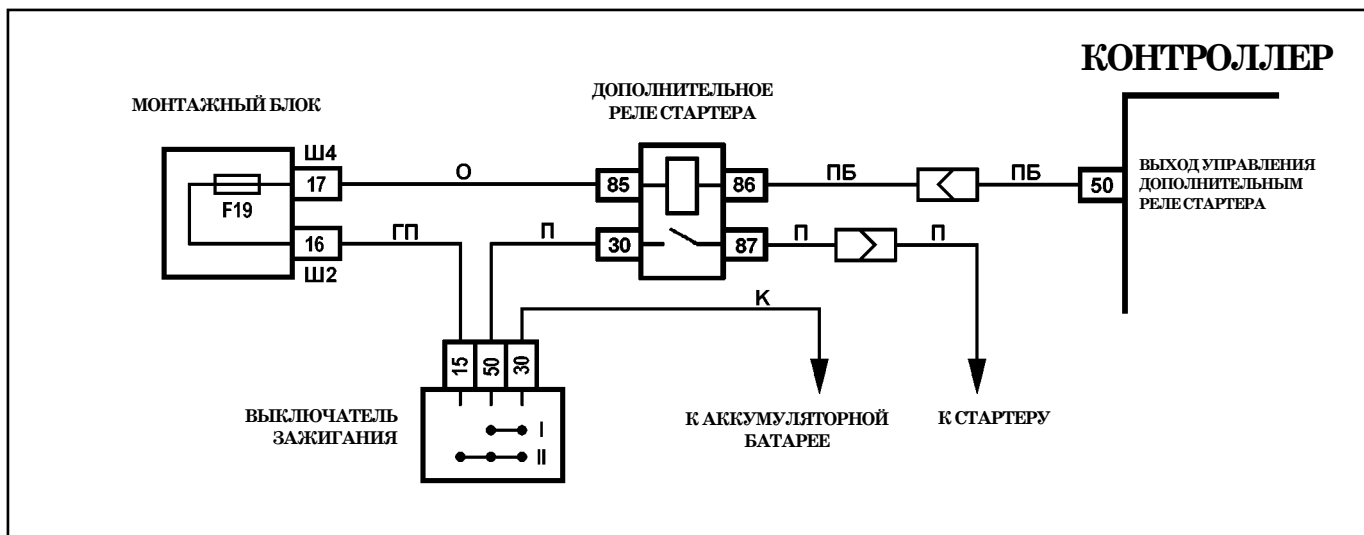 КОНТРОЛЛЕР
МОНТАЖНЫЙ БЛОК
ДОПОЛНИТЕЛЬНОЕ
РЕЛЕ СТАРТЕРА
Ш4
17
F19
16
Ш2
О
ГП
85
86
30
87
П
ПБ
ПБ
П
П
50
ВЫХОД УПРАВЛЕНИЯ
ДОПОЛНИТЕЛЬНЫМ
РЕЛЕ СТАРТЕРА
К
15
50
30
I
II
ВЫКЛЮЧАТЕЛЬ
ЗАЖИГАНИЯ
К АККУМУЛЯТОРНОЙ
БАТАРЕЕ
К СТАРТЕРУ